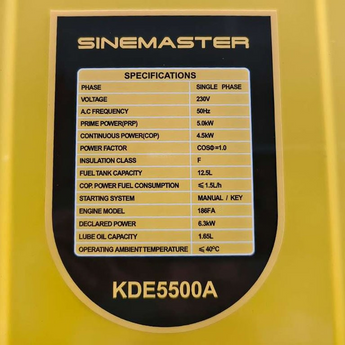 SINEMASTER
SPECIFICATIONS
PHASE SINGLE PHASE
VOLTAGE 230V
A,C FREQUENCY 50Hz
PRIME POWER(PRP) 5.0kW
CONTINUOUS POWER(COP) 4.5kW
POWER FACTOR COSΦ=1.0
INSULATION CLASS F
FUEL TANK CAPACITY 12.5L
COP. POWER FUEL CONSUMPTION ≤1.5L/h
STARTING SYSTEM MANUAL / KEY
ENGINE MODEL 186FA
DECLARED POWER 6.3kW
LUBE OIL CAPACITY 1.65L
OPERATING AMBIENT TEMPERATURE ≤ 40°C
KDE5500A